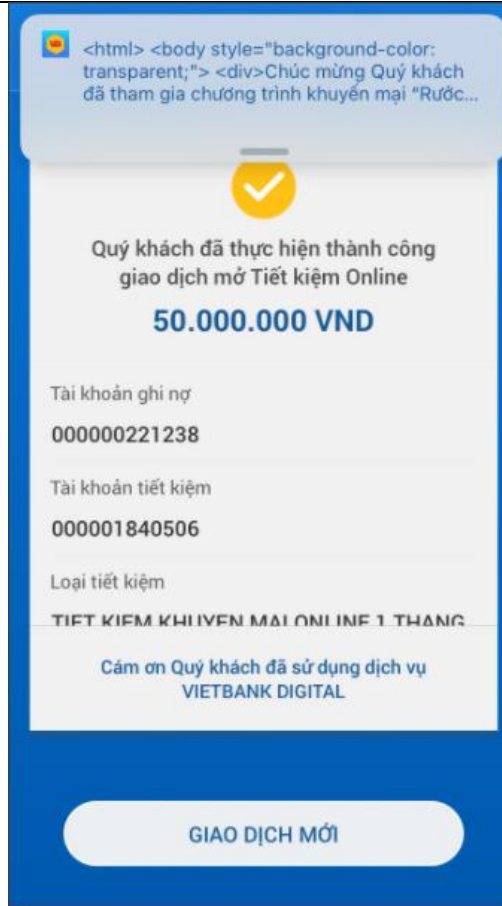 <html> <body style="background-color:
transparent;"> <div>Chúc mừng Quý khách
đã tham gia chương trình khuyến mại “Rước...
Quý khách đã thực hiện thành công
giao dịch mở Tiết kiệm Online
50.000.000 VND
Tài khoản ghi nợ
000000221238
Tài khoản tiết kiệm
000001840506
Loại tiết kiệm
TIET KIEM KHUYEN MAI ONLINE 1 THANG
Cám ơn Quý khách đã sử dụng dịch vụ
VIETBANK DIGITAL
GIAO DỊCH MỚI